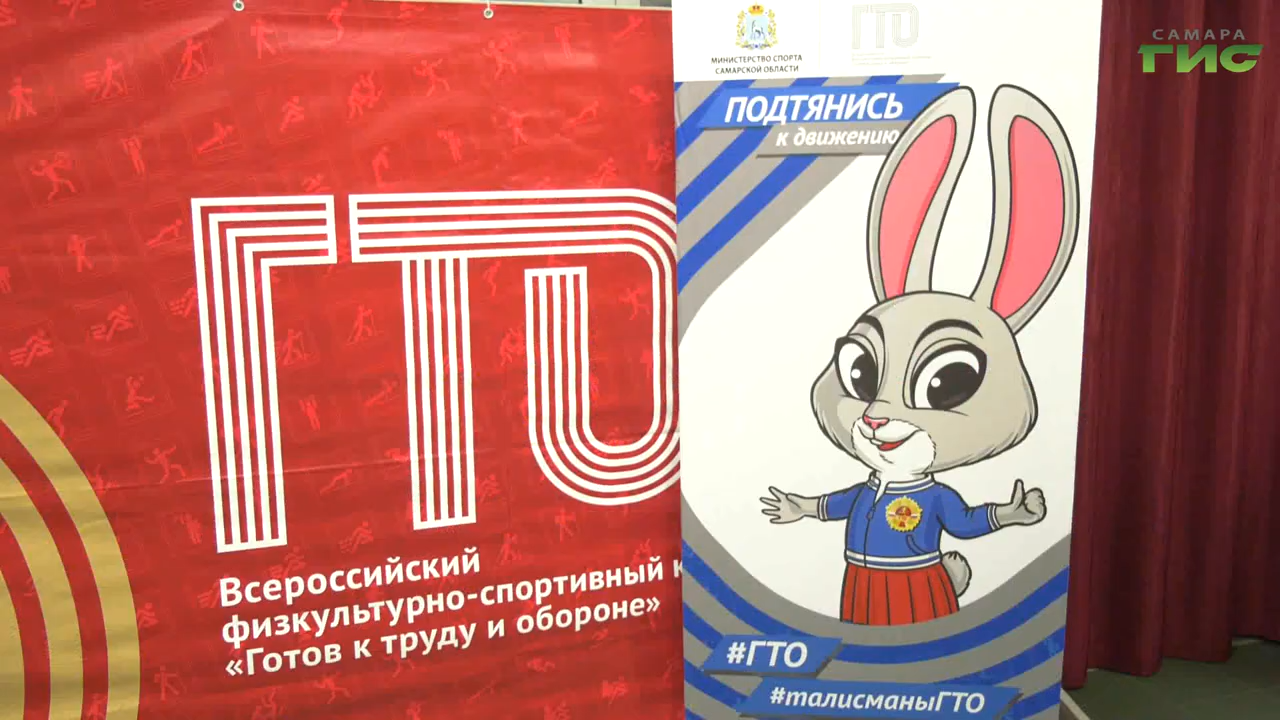 САМАРА
ГИС
ГТО
Всероссийский
физкультурно-спортивный к
«Готов к труду и обороне»
МИНИСТЕРСТВО СПОРТА
САМАРСКОЙ ОБЛАСТИ
ГТО
ПОДТЯНИСЬ
к движению
#ГТО
#талисманыГТО